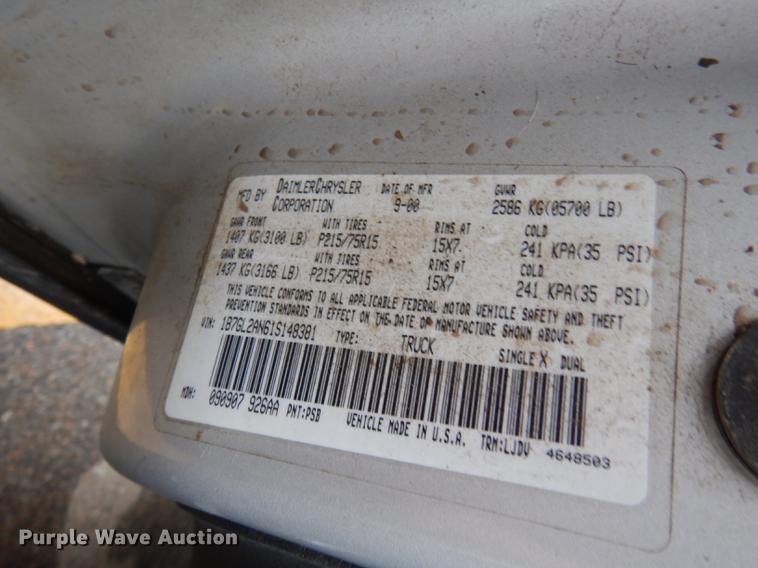 MFD BY DAIMLERCHRYSLER CORPORATION DATE OF MFR 9-00 GVWR 2586 KG(05700 LB)
GAWR FRONT WITH TIRES RIMS AT COLD
1407 KG(3100 LB) P215/75R15 15X7. 241 KPA(35 PSI)
GAWR REAR WITH TIRES RIMS AT COLD
1437 KG(3166 LB) P215/75R15 15X7 241 KPA(35 PSI)
THIS VEHICLE CONFORMS TO ALL APPLICABLE FEDERAL MOTOR VEHICLE SAFETY AND THEFT
PREVENTION STANDARDS IN EFFECT ON THE DATE OF MANUFACTURE SHOWN ABOVE.
VIN: 1B7GL2AN61S148381 TYPE: TRUCK SINGLE X DUAL
MDH: 090907 926AA PNT:PSB VEHICLE MADE IN U.S.A. TRM:LJDV 4648503
Purple Wave Auction